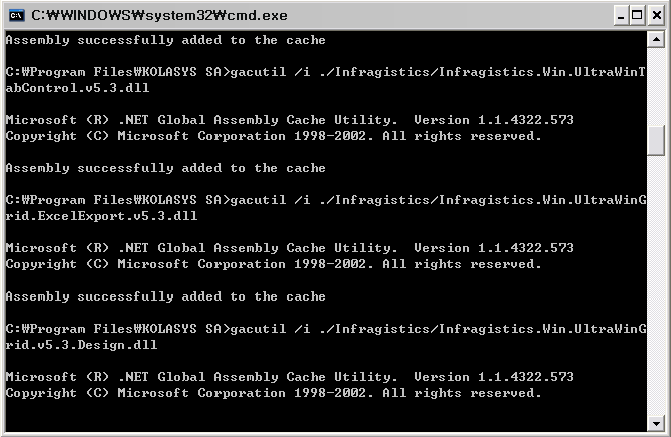 C:\WINDOWS\system32\cmd.exe
Assembly successfully added to the cache
C:₩Program Files₩KOLASYS SA>gacutil /i ./Infragistics/Infragistics.Win.UltraWinT
abControl.v5.3.dll
Microsoft (R) .NET Global Assembly Cache Utility.  Version 1.1.4322.573
Copyright (C) Microsoft Corporation 1998-2002. All rights reserved.
Assembly successfully added to the cache
C:₩Program Files₩KOLASYS SA>gacutil /i ./Infragistics/Infragistics.Win.UltraWinG
rid.ExcelExport.v5.3.dll
Microsoft (R) .NET Global Assembly Cache Utility.  Version 1.1.4322.573
Copyright (C) Microsoft Corporation 1998-2002. All rights reserved.
Assembly successfully added to the cache
C:₩Program Files₩KOLASYS SA>gacutil /i ./Infragistics/Infragistics.Win.UltraWinG
rid.v5.3.Design.dll
Microsoft (R) .NET Global Assembly Cache Utility.  Version 1.1.4322.573
Copyright (C) Microsoft Corporation 1998-2002. All rights reserved.